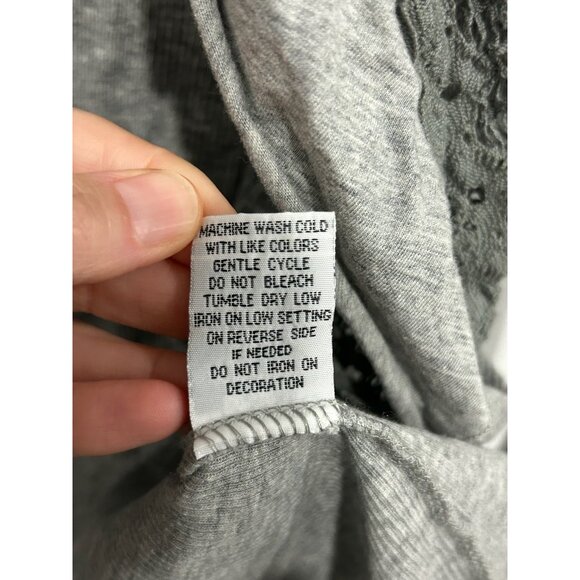 MACHINE WASH COLD
WITH LIKE COLORS
GENTLE CYCLE
DO NOT BLEACH
TUMBLE DRY LOW
IRON ON LOW SETTING
ON REVERSE SIDE
IF NEEDED
DO NOT IRON ON
DECORATION